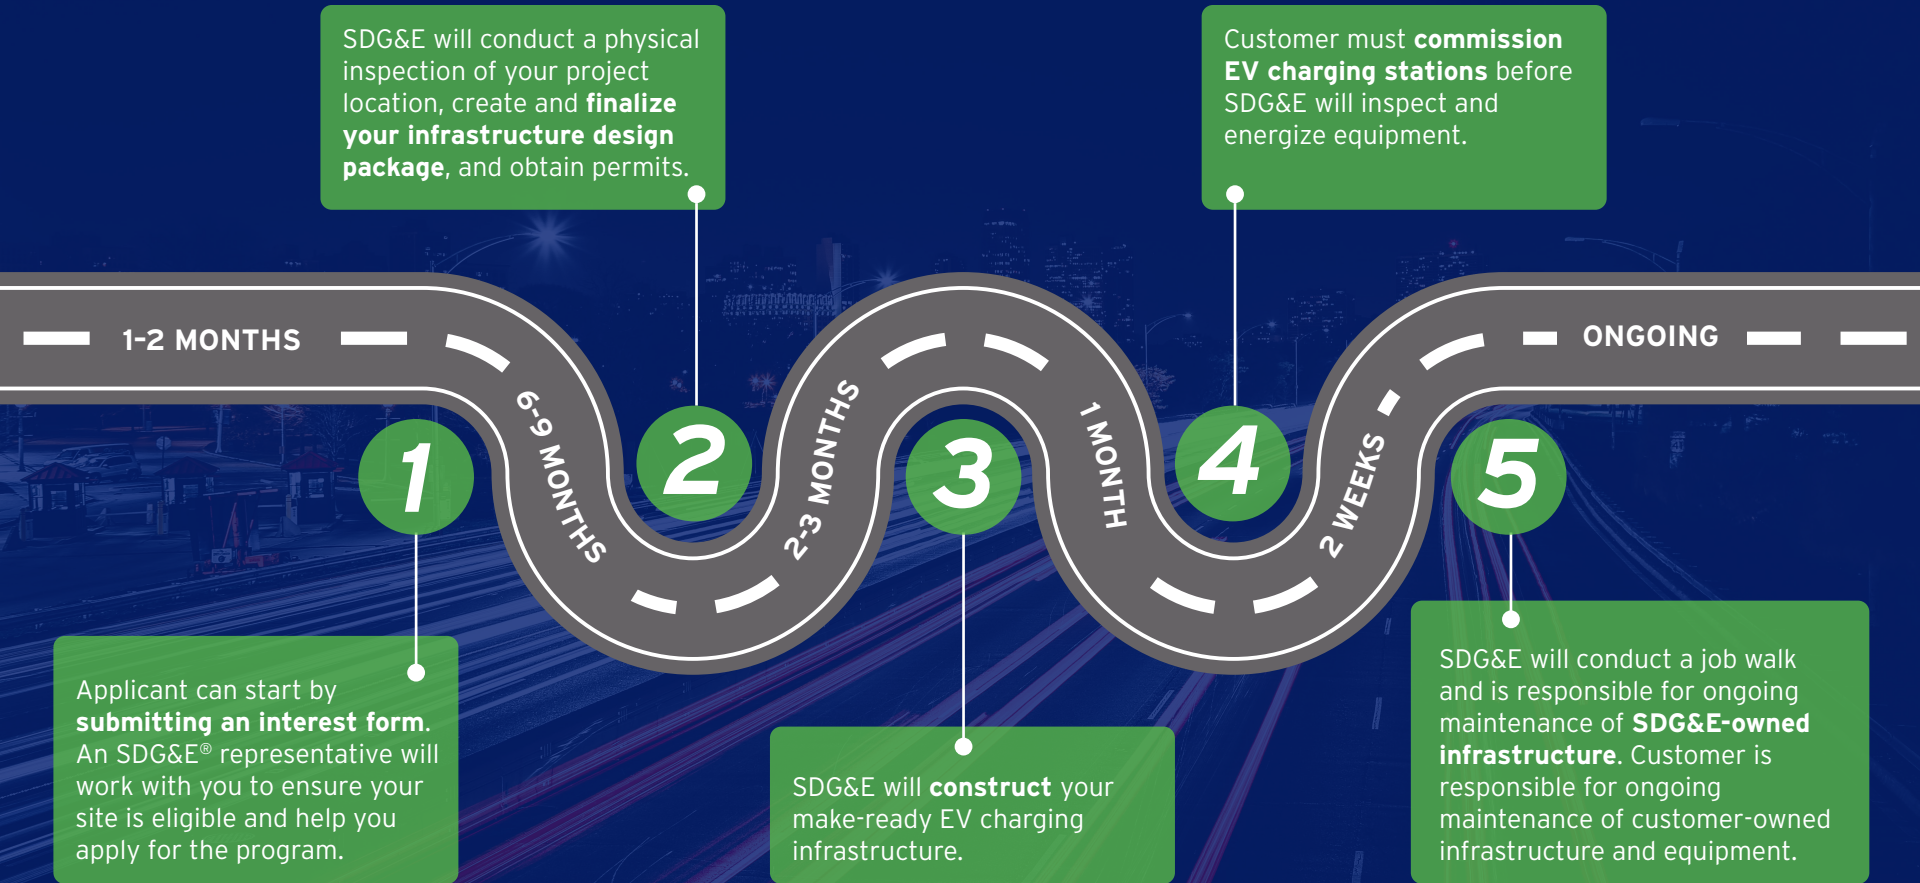 1-2 MONTHS
1
Applicant can start by
submitting an interest form.
An SDG&E® representative will
work with you to ensure your
site is eligible and help you
apply for the program.
6-9 MONTHS
2
SDG&E will conduct a physical
inspection of your project
location, create and finalize
your infrastructure design
package, and obtain permits.
2-3 MONTHS
3
SDG&E will construct your
make-ready EV charging
infrastructure.
1 MONTH
4
Customer must commission
EV charging stations before
SDG&E will inspect and
energize equipment.
2 WEEKS
5
SDG&E will conduct a job walk
and is responsible for ongoing
maintenance of SDG&E-owned
infrastructure. Customer is
responsible for ongoing
maintenance of customer-owned
infrastructure and equipment.
ONGOING